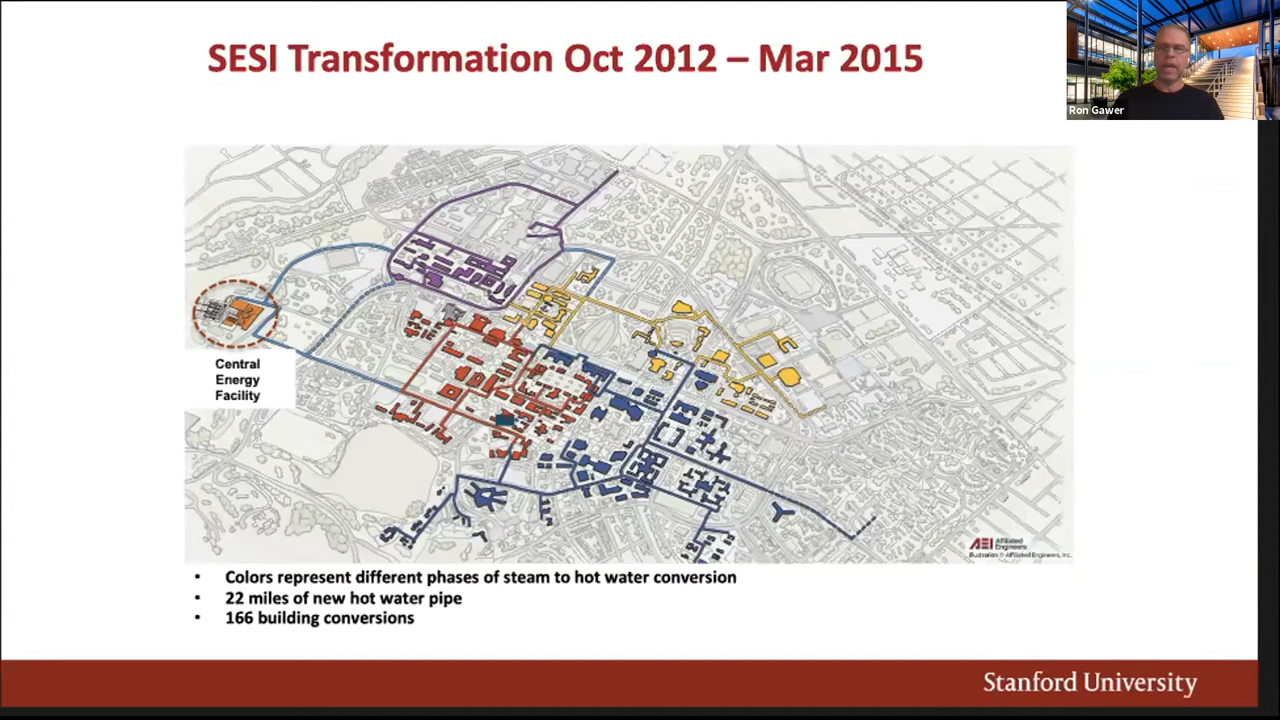 SESI Transformation Oct 2012 – Mar 2015
Ron Gawer
Central
Energy
Facility
AEI Affiliated
Engineers
Illustration © Affiliated Engineers, Inc.
• Colors represent different phases of steam to hot water conversion
• 22 miles of new hot water pipe
• 166 building conversions
Stanford University